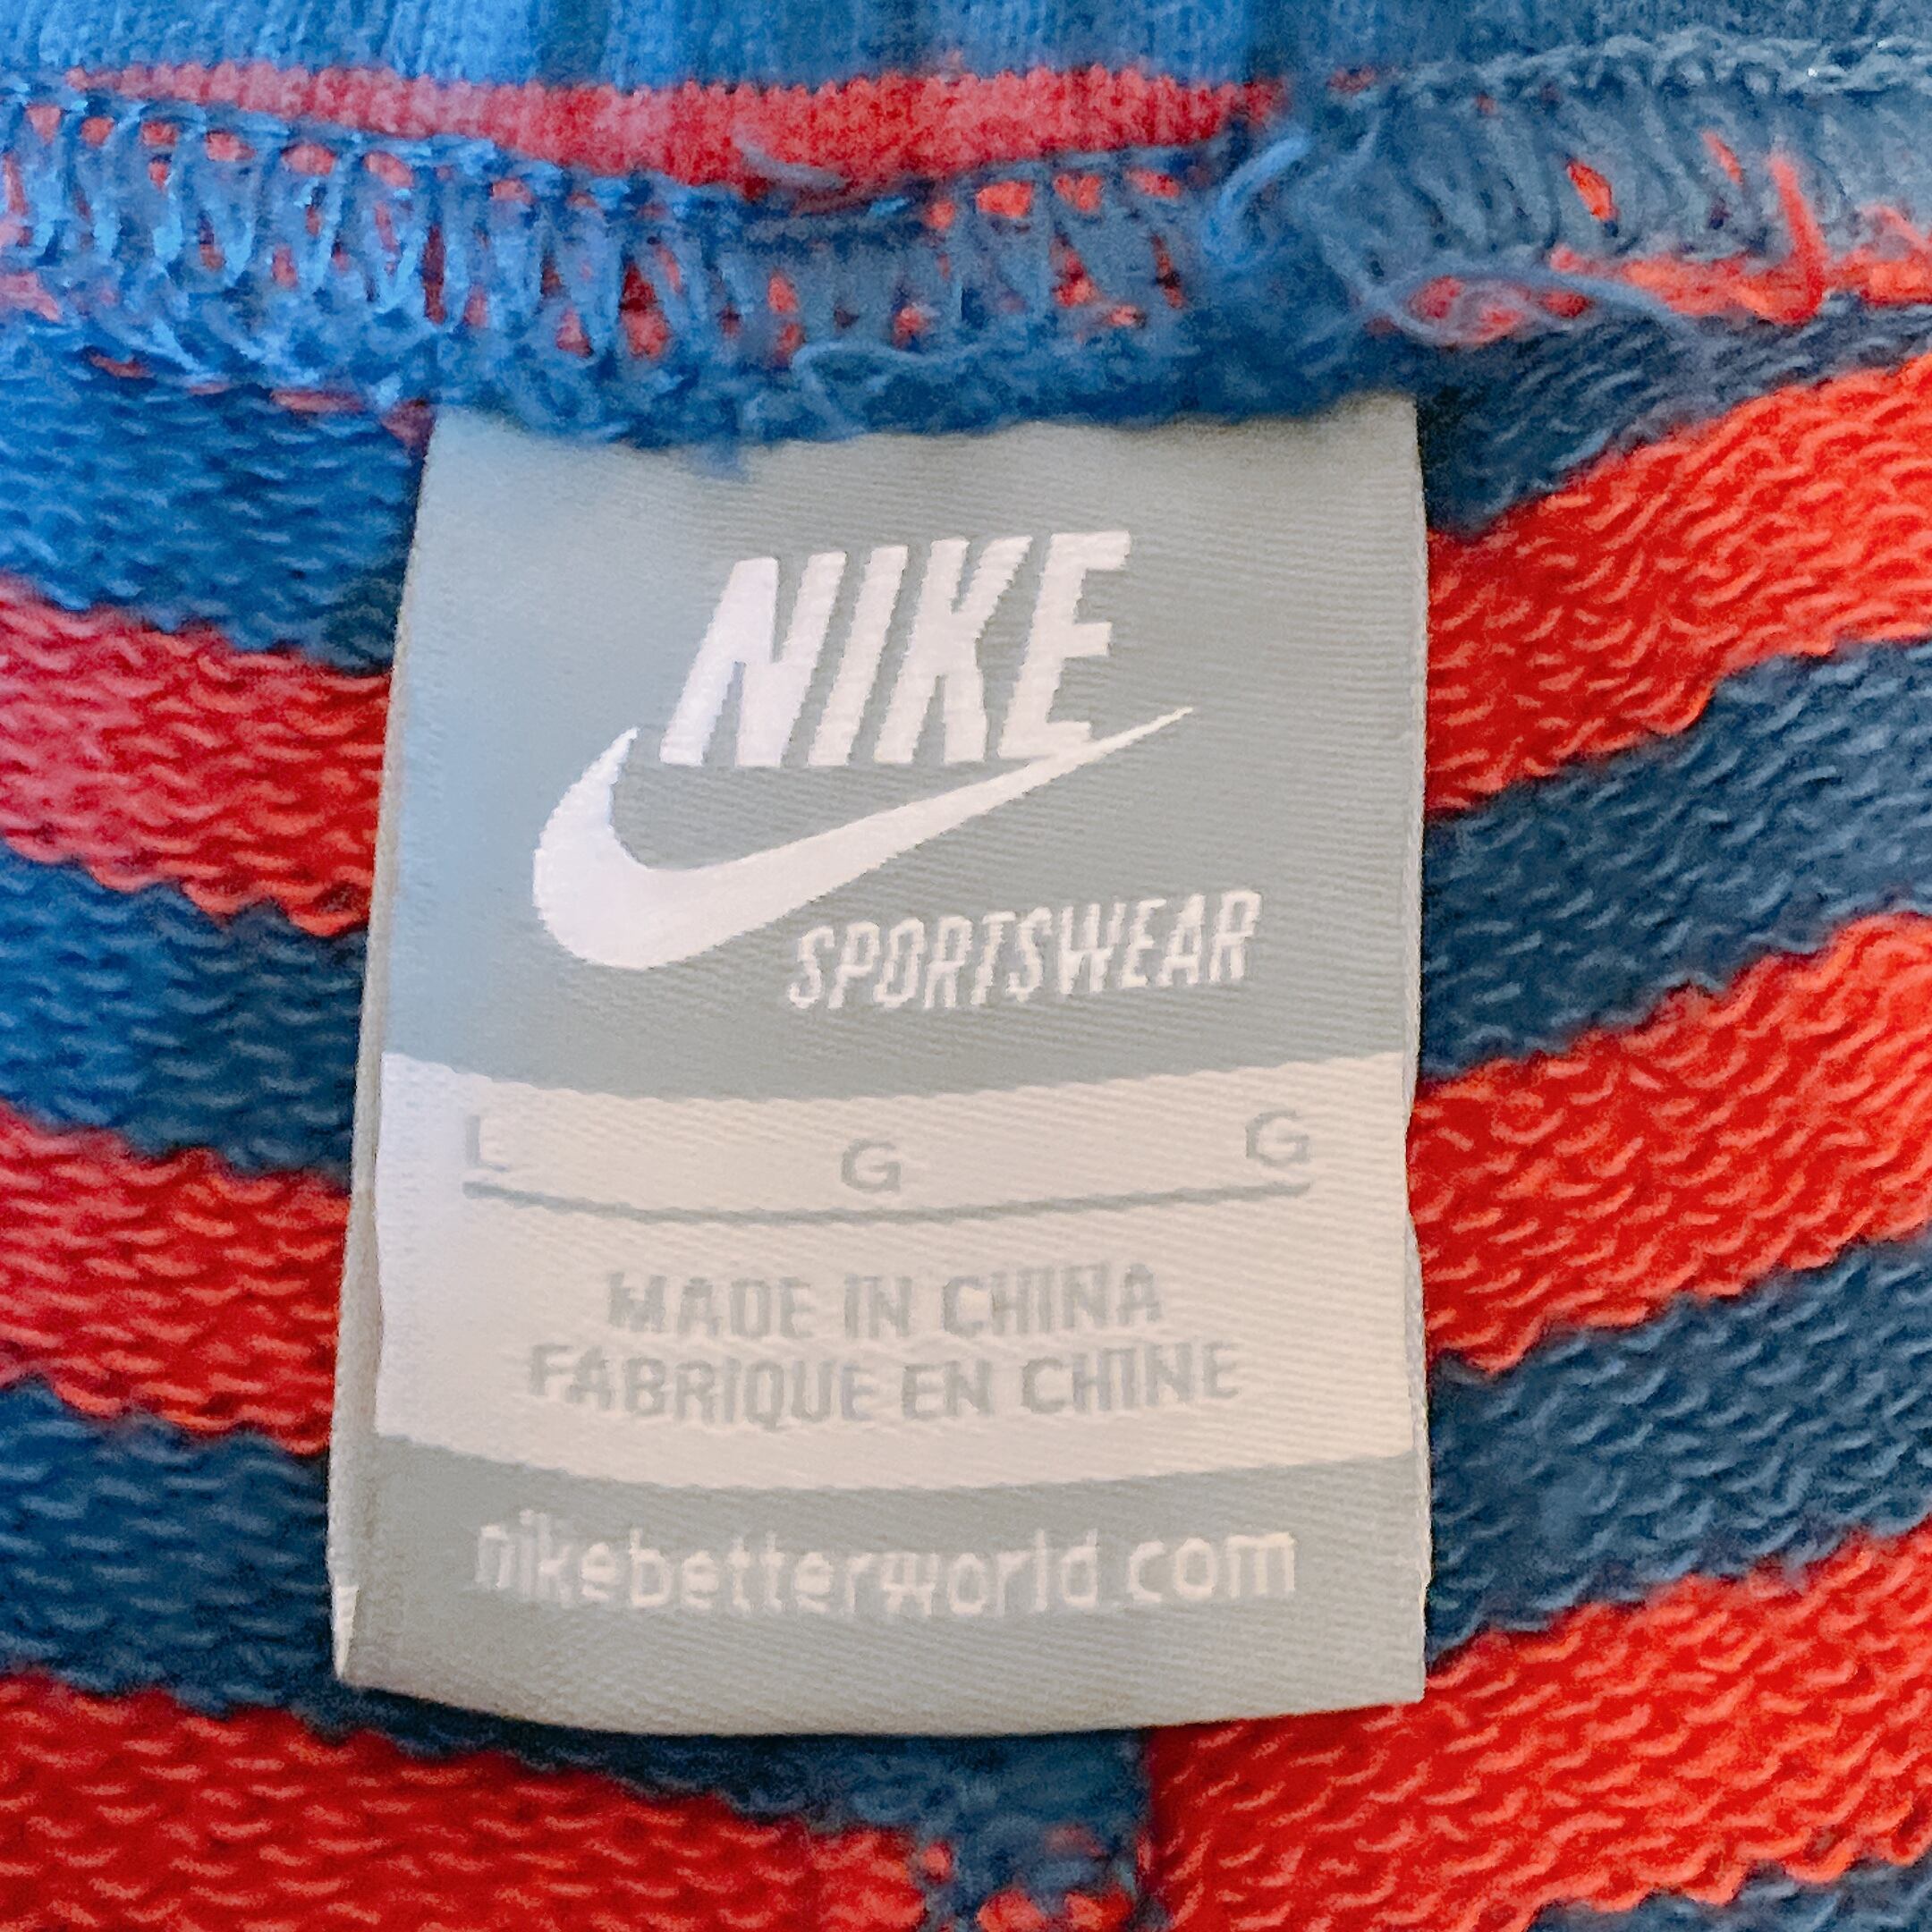 NIKE
SPORTSWEAR
L G G
MADE IN CHINA
FABRIQUE EN CHINE
nikebetterworld.com